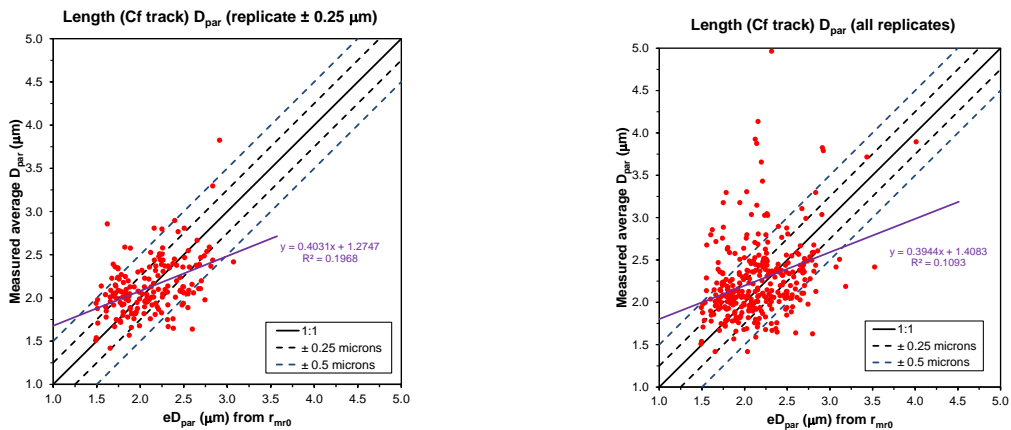 Length (Cf track) Dpar (replicate ± 0.25 µm)
5.0
4.5
4.0
3.5
3.0
2.5
2.0
1.5
1.0
Measured average Dpar (µm)
y = 0.4031x + 1.2747
R² = 0.1968
1:1
± 0.25 microns
± 0.5 microns
1.0 1.5 2.0 2.5 3.0 3.5 4.0 4.5 5.0
eDpar (µm) from rmr0
Length (Cf track) Dpar (all replicates)
5.0
4.5
4.0
3.5
3.0
2.5
2.0
1.5
1.0
Measured average Dpar (µm)
y = 0.3944x + 1.4083
R² = 0.1093
1:1
± 0.25 microns
± 0.5 microns
1.0 1.5 2.0 2.5 3.0 3.5 4.0 4.5 5.0
eDpar (µm) from rmr0